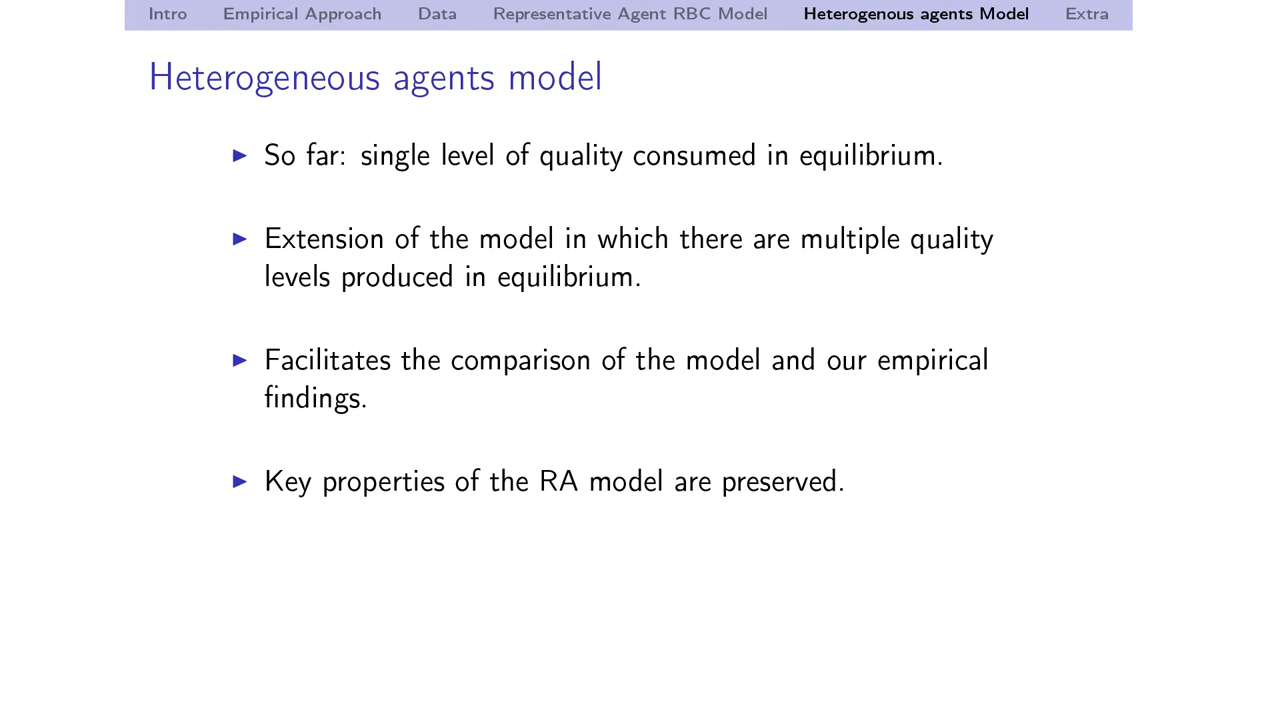 Intro Empirical Approach Data Representative Agent RBC Model Heterogenous agents Model Extra
Heterogeneous agents model
So far: single level of quality consumed in equilibrium.
Extension of the model in which there are multiple quality
levels produced in equilibrium.
Facilitates the comparison of the model and our empirical
findings.
Key properties of the RA model are preserved.